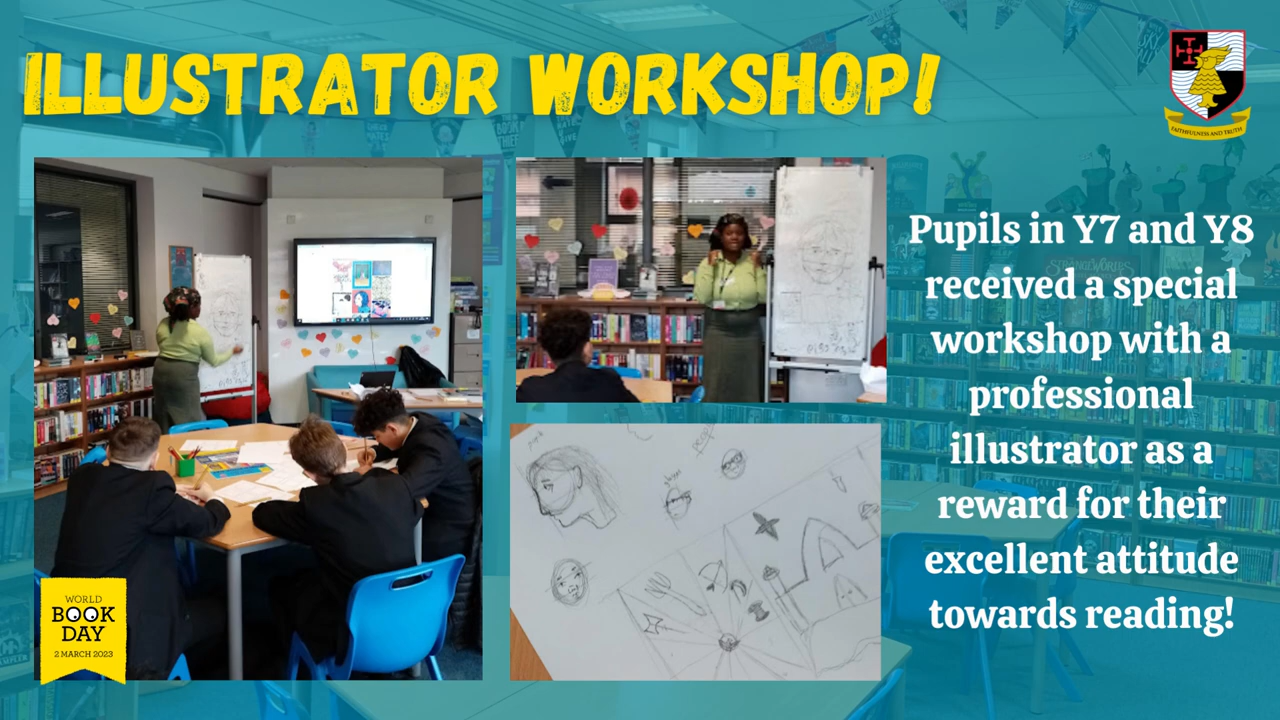 ILLUSTRATOR WORKSHOP!
FAITHFULNESS AND TRUTH
Pupils in Y7 and Y8
received a special
workshop with a
professional
illustrator as a
reward for their
excellent attitude
towards reading!
WORLD
BOOK
DAY
2 MARCH 2023